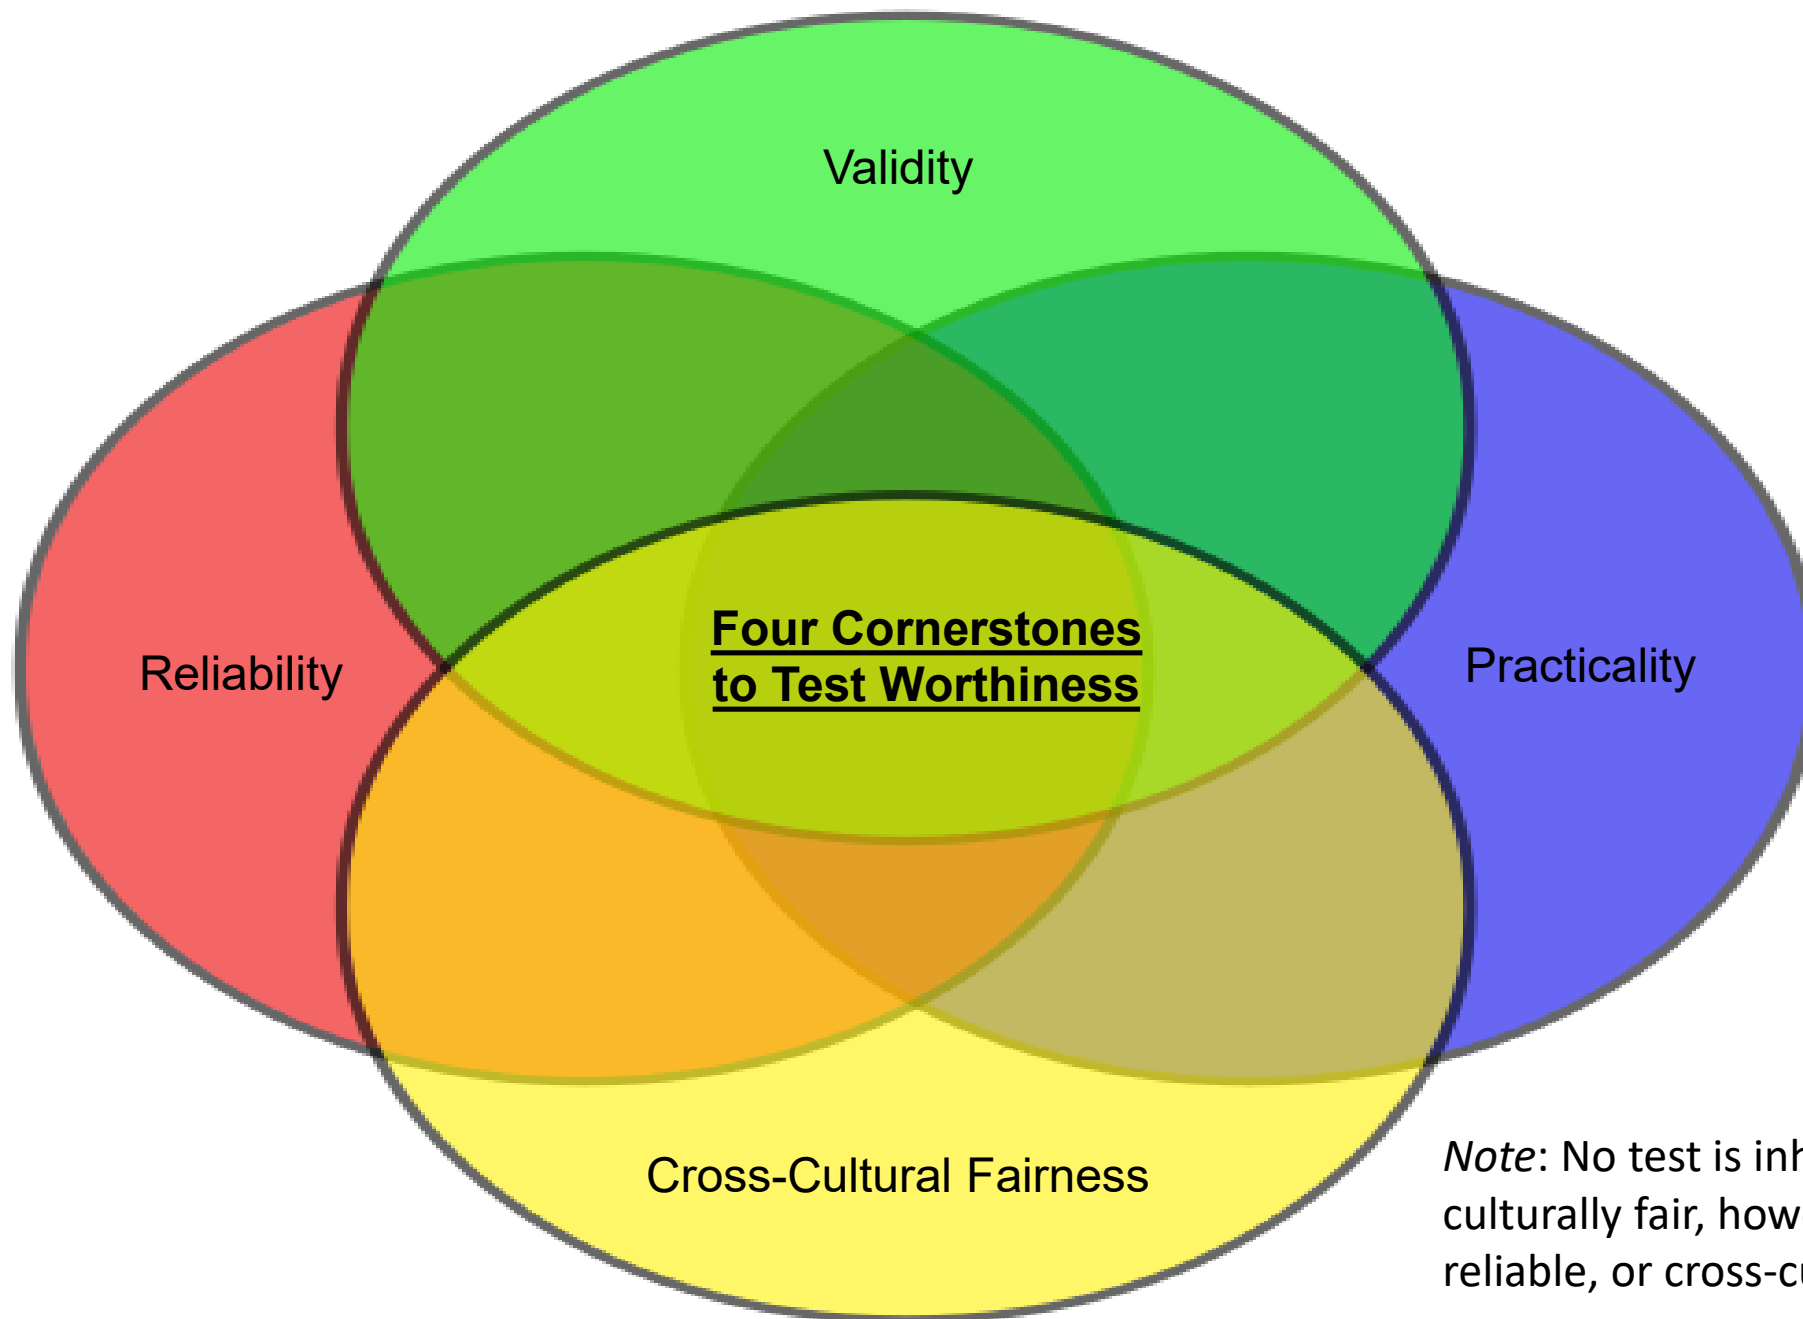 Validity
Reliability
Four Cornerstones
to Test Worthiness
Practicality
Cross-Cultural Fairness
Note: No test is
culturally fair,
reliable, or